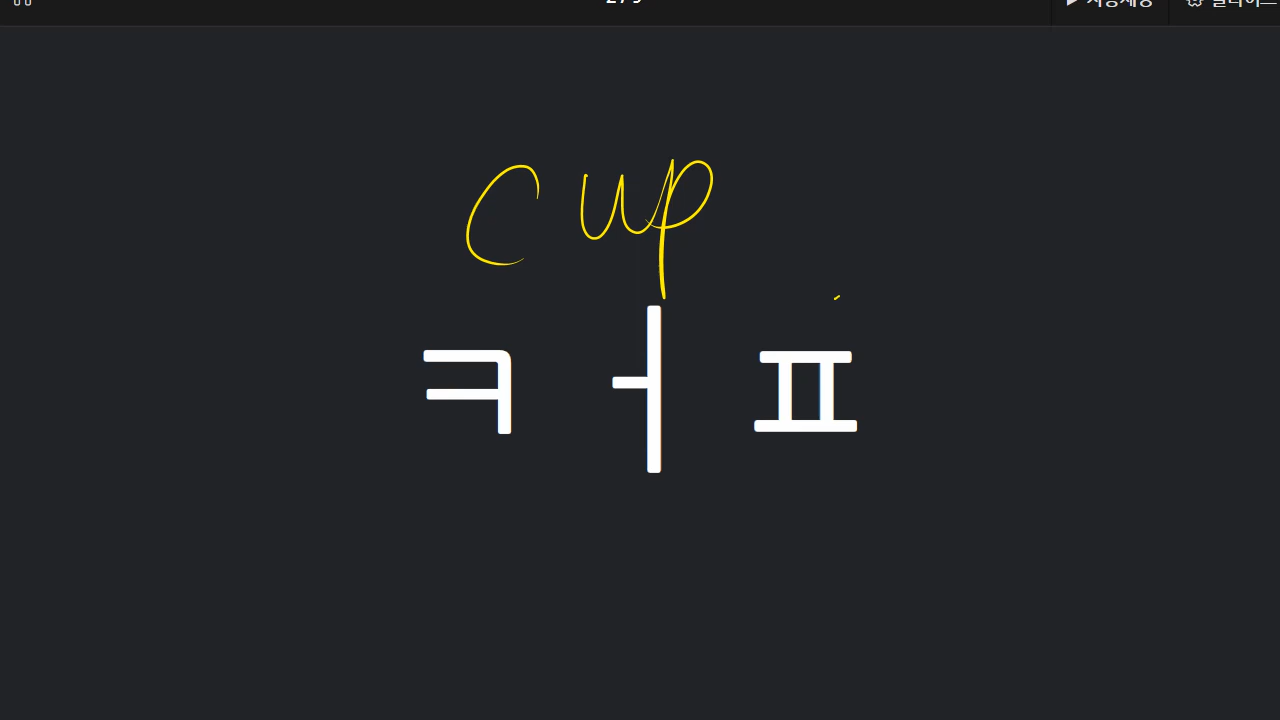 cup
ㅋ ㅓ ㅍ